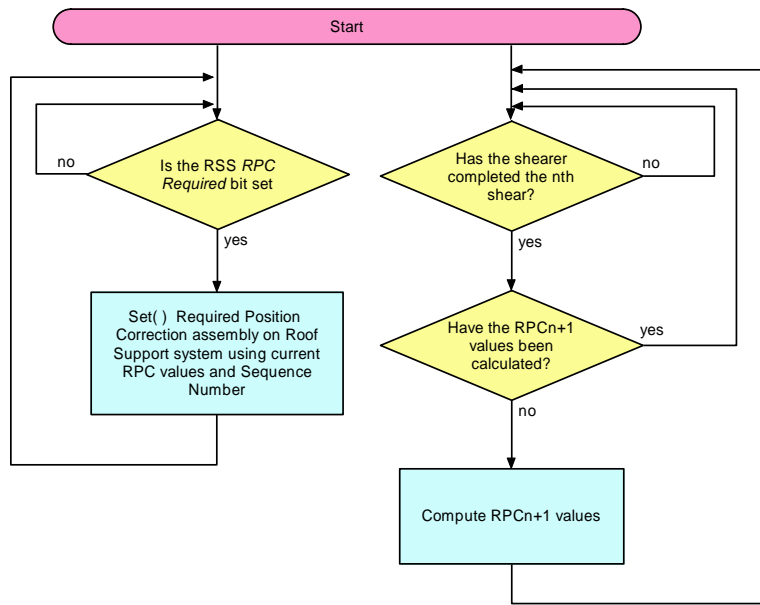 Start
Is the RSS RPC
Required bit set
no
yes
Set( ) Required Position
Correction assembly on Roof
Support system using current
RPC values and Sequence
Number
Has the shearer
completed the nth
shear?
no
yes
Have the RPCn+1
values been
calculated?
yes
no
Compute RPCn+1 values